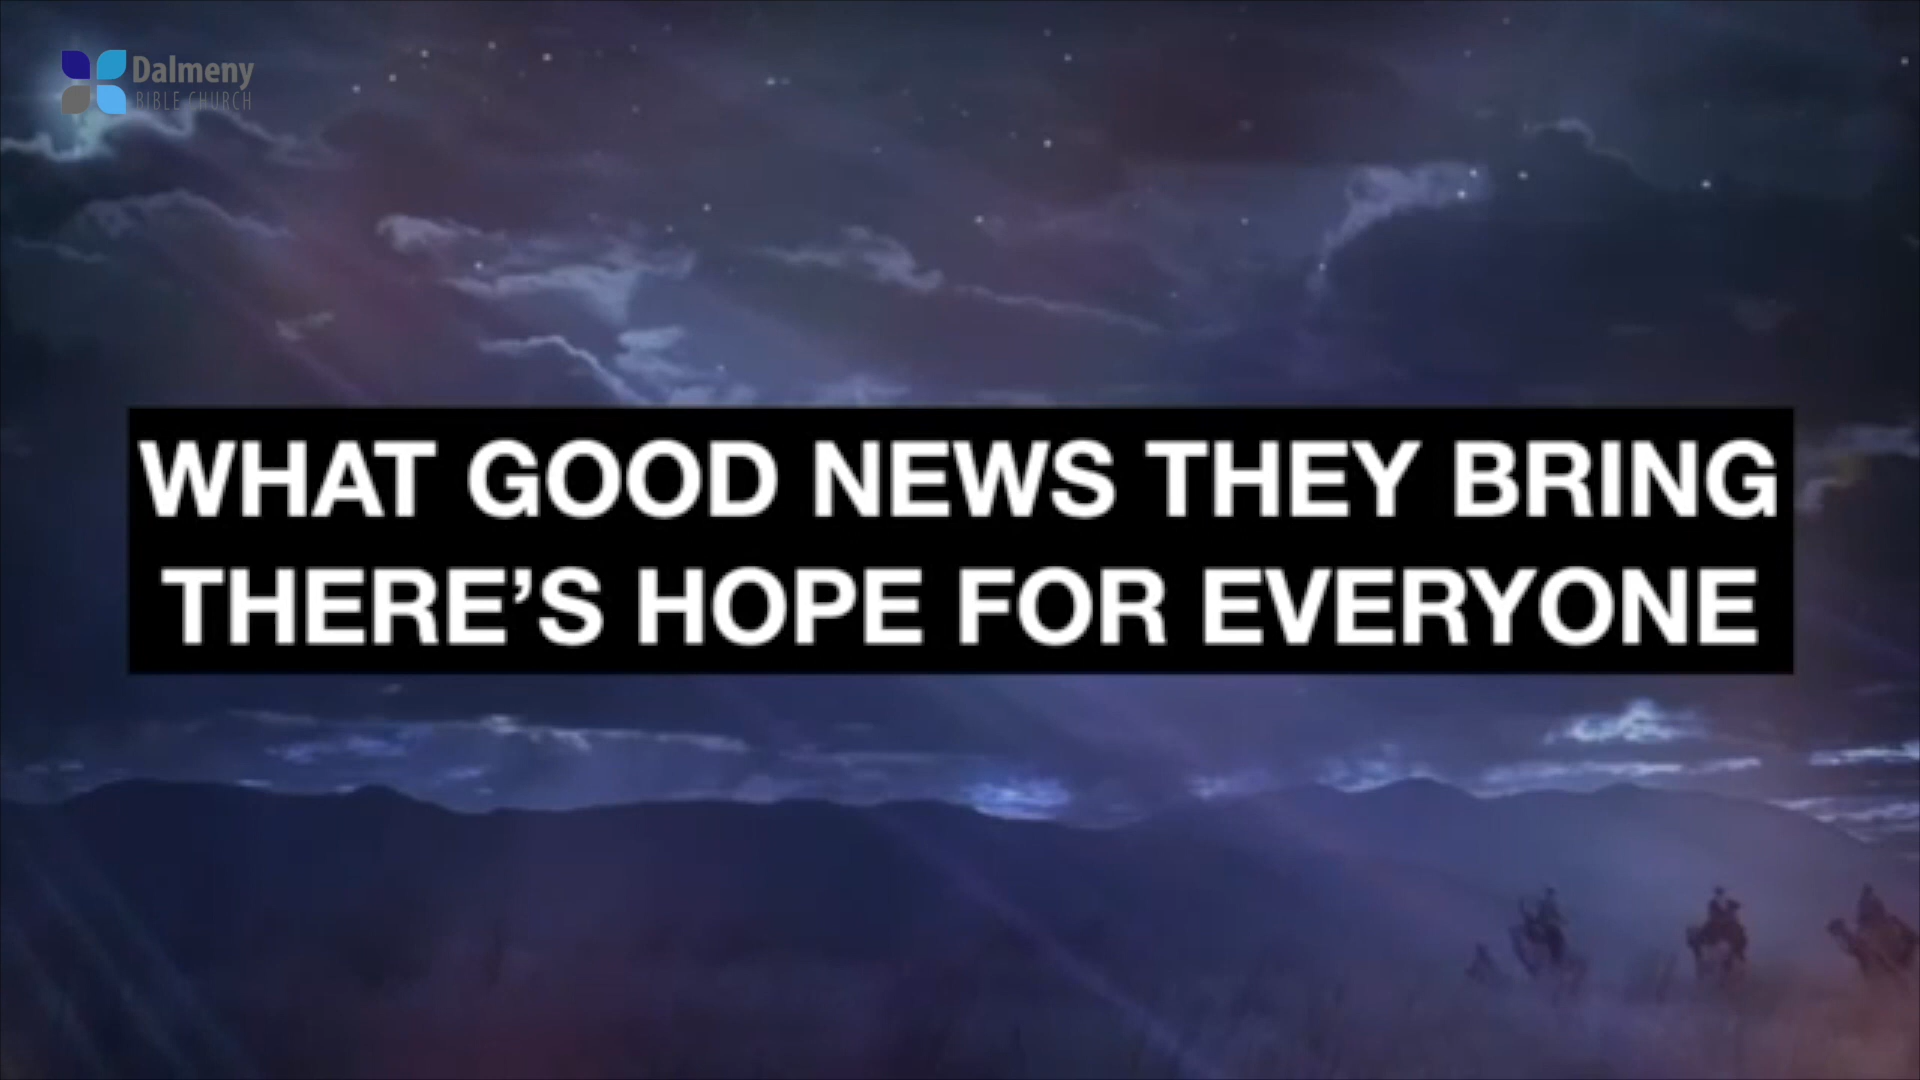 Dalmeny
BIBLE CHURCH
WHAT GOOD NEWS THEY BRING
THERE’S HOPE FOR EVERYONE